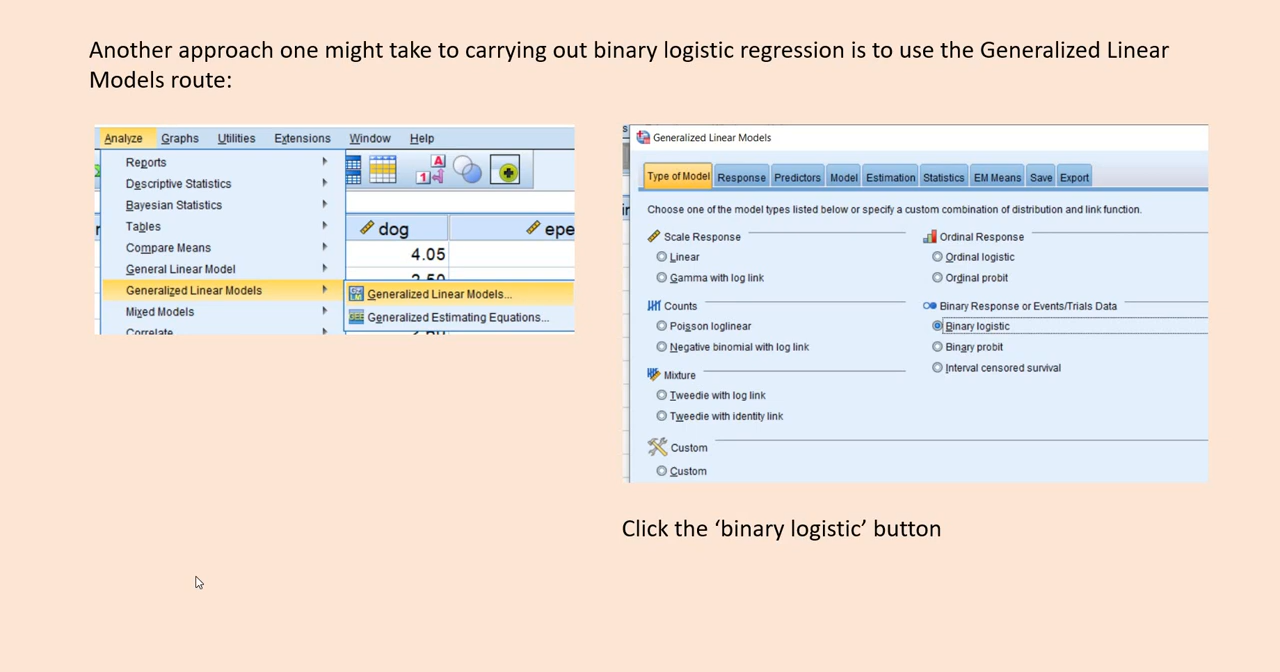 Another approach one might take to carrying out binary logistic regression is to use the Generalized Linear
Models route:
Analyze Graphs Utilities Extensions Window Help
Reports
Descriptive Statistics
Bayesian Statistics
Tables
Compare Means
General Linear Model
Generalized Linear Models
Mixed Models
Correlate
dog epe
4.05
Generalized Linear Models...
Generalized Estimating Equations...
Generalized Linear Models
Type of Model Response Predictors Model Estimation Statistics EM Means Save Export
Choose one of the model types listed below or specify a custom combination of distribution and link function.
Scale Response
Linear
Gamma with log link
Counts
Poisson loglinear
Negative binomial with log link
Mixture
Tweedie with log link
Tweedie with identity link
Custom
Custom
Ordinal Response
Ordinal logistic
Ordinal probit
Binary Response or Events/Trials Data
Binary logistic
Binary probit
Interval censored survival
Click the ‘binary logistic’ button